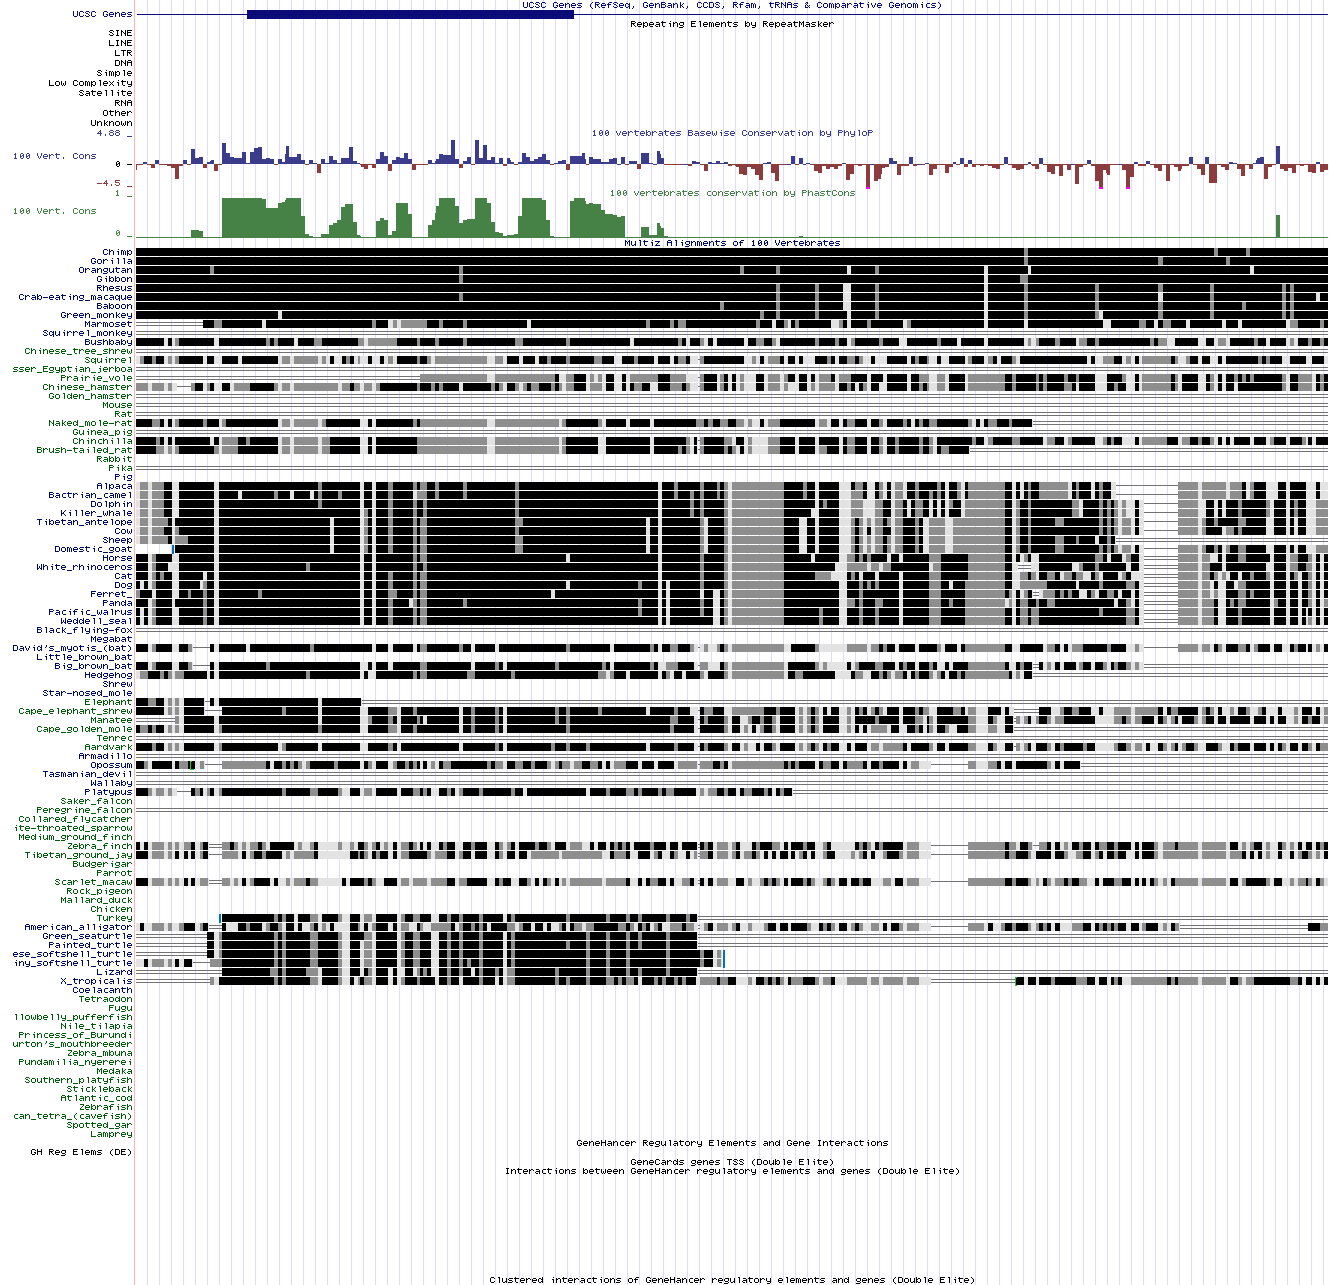 UCSC Genes (RefSeq, GenBank, CCDS, Rfam, tRNAs & Comparative Genomics)
UCSC Genes
Repeating Elements by RepeatMasker
SINE
LINE
LTR
DNA
Simple
Low Complexity
Satellite
RNA
Other
Unknown
4.88 _
100 vertebrates Basewise Conservation by PhyloP
100 Vert. Cons
0 -
-4.5 _
100 vertebrates conservation by PhastCons
1 _
100 Vert. Cons
0 _
Multiz Alignments of 100 Vertebrates
Chimp
Gorilla
Orangutan
Gibbon
Rhesus
Crab-eating_macaque
Baboon
Green_monkey
Marmoset
Squirrel_monkey
Bushbaby
Chinese_tree_shrew
Squirrel
sser_Egyptian_jerboa
Prairie_vole
Chinese_hamster
Golden_hamster
Mouse
Rat
Naked_mole-rat
Guinea_pig
Chinchilla
Brush-tailed_rat
Rabbit
Pika
Pig
Alpaca
Bactrian_camel
Dolphin
Killer_whale
Tibetan_antelope
Cow
Sheep
Domestic_goat
Horse
White_rhinoceros
Cat
Dog
Ferret_
Panda
Pacific_walrus
Weddell_seal
Black_flying-fox
Megabat
David's_myotis_(bat)
Little_brown_bat
Big_brown_bat
Hedgehog
Shrew
Star-nosed_mole
Elephant
Cape_elephant_shrew
Manatee
Cape_golden_mole
Tenrec
Aardvark
Armadillo
Opossum
Tasmanian_devil
Wallaby
Platypus
Saker_falcon
Peregrine_falcon
Collared_flycatcher
ite-throated_sparrow
Medium_ground_finch
Zebra_finch
Tibetan_ground_jay
Budgerigar
Parrot
Scarlet_macaw
Rock_pigeon
Mallard_duck
Chicken
Turkey
American_alligator
Green_seaturtle
Painted_turtle
ese_softshell_turtle
iny_softshell_turtle
Lizard
X_tropicalis
Coelacanth
Tetraodon
Fugu
llowbelly_pufferfish
Nile_tilapia
Princess_of_Burundi
urton's_mouthbreeder
Zebra_mbuna
Pundamilia_nyererei
Medaka
Southern_platyfish
Stickleback
Atlantic_cod
Zebrafish
can_tetra_(cavefish)
Spotted_gar
Lamprey
GeneHancer Regulatory Elements and Gene Interactions
GH Reg Elems (DE)
GeneCards genes TSS (Double Elite)
Interactions between GeneHancer regulatory elements and genes (Double Elite)
Clustered interactions of GeneHancer regulatory elements and genes (Double Elite)